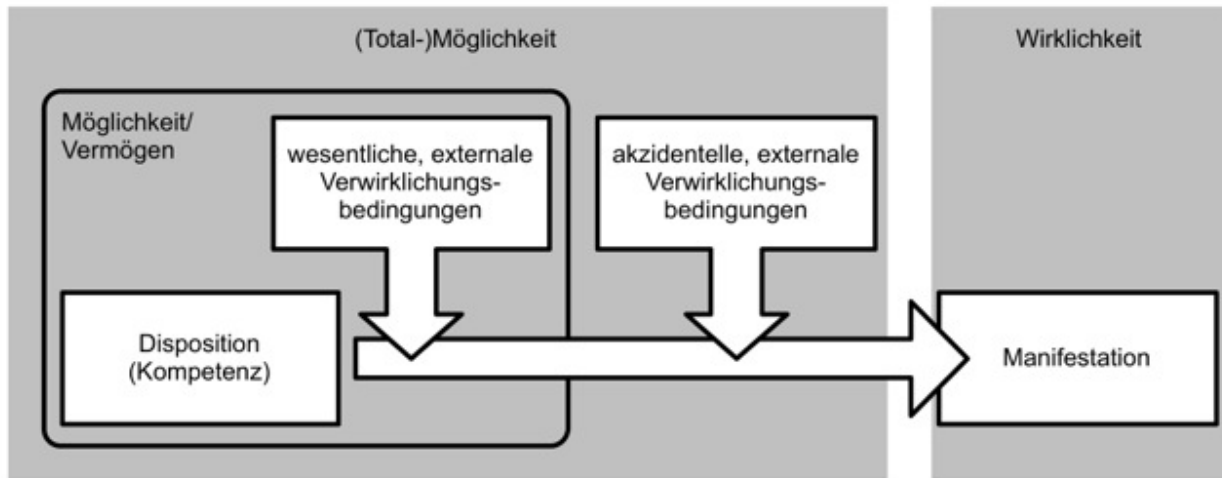 (Total-)Möglichkeit
Wirklichkeit
Möglichkeit/
Vermögen
wesentliche, externale
Verwirklichungs-
bedingungen
akzidentelle, externale
Verwirklichungs-
bedingungen
Disposition
(Kompetenz)
Manifestation